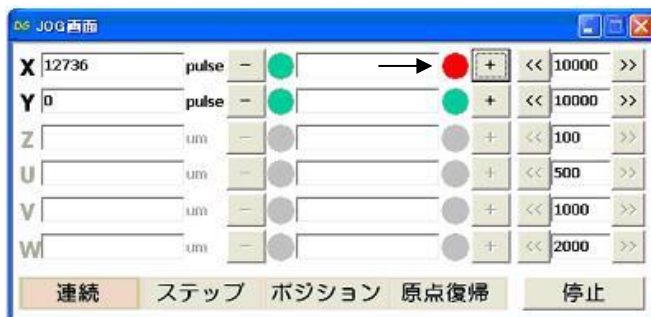 DG JOG画面
X 12736 pulse − + << 10000 >>
Y 0 pulse − + << 10000 >>
Z um − + << 100 >>
U um − + << 500 >>
V um − + << 1000 >>
W um − + << 2000 >>
連続 ステップ ポジション 原点復帰 停止